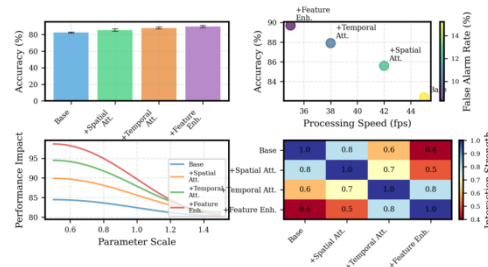 Accuracy (%)
80
60
40
20
0
Base
+Spatial
Att.
+Temporal
Att.
+Feature
Enh.
Accuracy (%)
90
88
86
84
+Feature
Enh.
+Temporal
Att.
+Spatial
Att.
36
38
40
42
44
Processing Speed (fps)
14
12
10
False Alarm Rate (%)
Performance Impact
95
90
85
80
Base
+Spatial
Att.
+Temporal
Att.
+Feature
Enh.
0.6
0.8
1.0
1.2
1.4
Parameter Scale
Base
+Spatial Att.
+Temporal Att.
+Feature Enh.
1.0 0.8 0.6 0.4
0.8 1.0 0.7 0.5
0.6 0.7 1.0 0.8
0.4 0.5 0.8 1.0
Base
+Spatial Att.
+Temporal Att.
+Feature Enh.
1.0
0.9
0.8
0.7
0.6
0.5
0.4
Interaction Strength